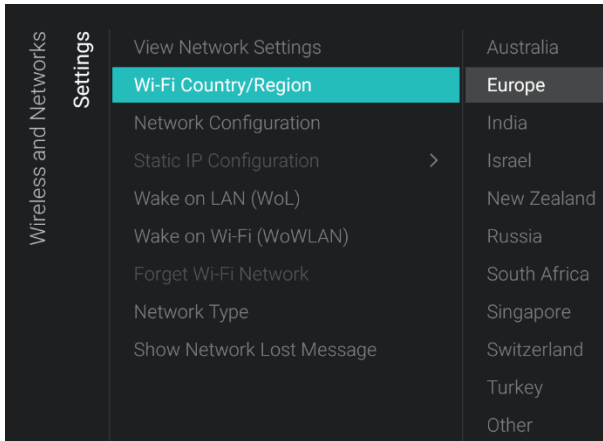 Wireless and Networks
Settings
View Network Settings
Wi-Fi Country/Region
Network Configuration
Static IP Configuration
Wake on LAN (WoL)
Wake on Wi-Fi (WoWLAN)
Forget Wi-Fi Network
Network Type
Show Network Lost Message
Australia
Europe
India
Israel
New Zealand
Russia
South Africa
Singapore
Switzerland
Turkey
Other